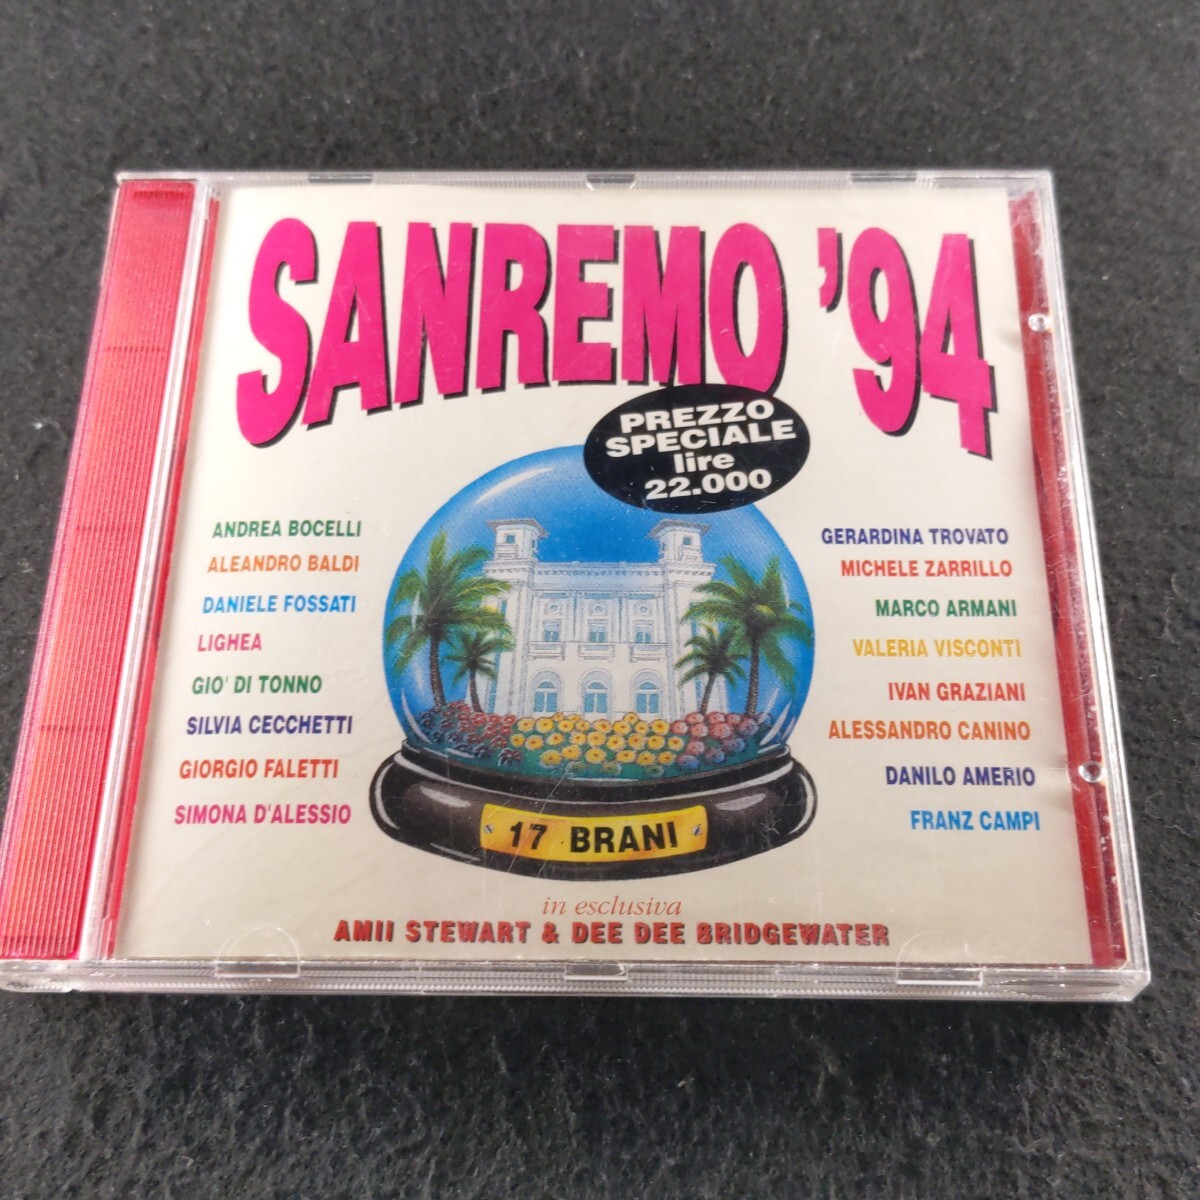 SANREMO '94
PREZZO
SPECIALE
lire
22.000
ANDREA BOCELLI
ALEANDRO BALDI
DANIELE FOSSATI
LIGHEA
GIO' DI TONNO
SILVIA CECCHETTI
GIORGIO FALETTI
SIMONA D'ALESSIO
GERARDINA TROVATO
MICHELE ZARRILLO
MARCO ARMANI
VALERIA VISCONTI
IVAN GRAZIANI
ALESSANDRO CANINO
DANILO AMERIO
FRANZ CAMPI
17 BRANI
in esclusiva
AMII STEWART & DEE DEE BRIDGEWATER